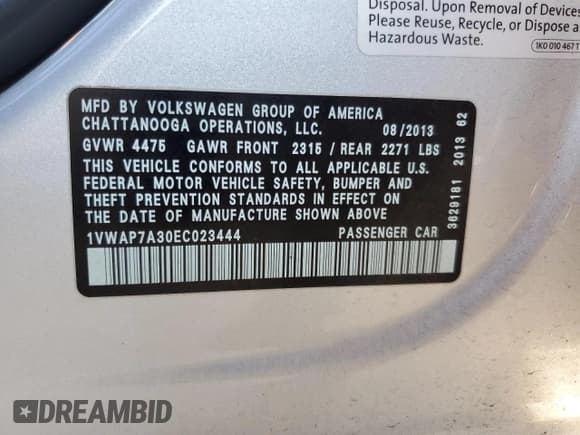 Disposal. Upon Removal of Devices
Please Reuse, Recycle, or Dispose a
Hazardous Waste.
1K0 010 467 T
MFD BY VOLKSWAGEN GROUP OF AMERICA
CHATTANOOGA OPERATIONS, LLC. 08/2013
GVWR 4475 GAWR FRONT 2315 / REAR 2271 LBS
THIS VEHICLE CONFORMS TO ALL APPLICABLE U.S.
FEDERAL MOTOR VEHICLE SAFETY, BUMPER AND
THEFT PREVENTION STANDARDS IN EFFECT ON
THE DATE OF MANUFACTURE SHOWN ABOVE
1VWAP7A30EC023444 PASSENGER CAR
3629181 2013 62
DREAMBID